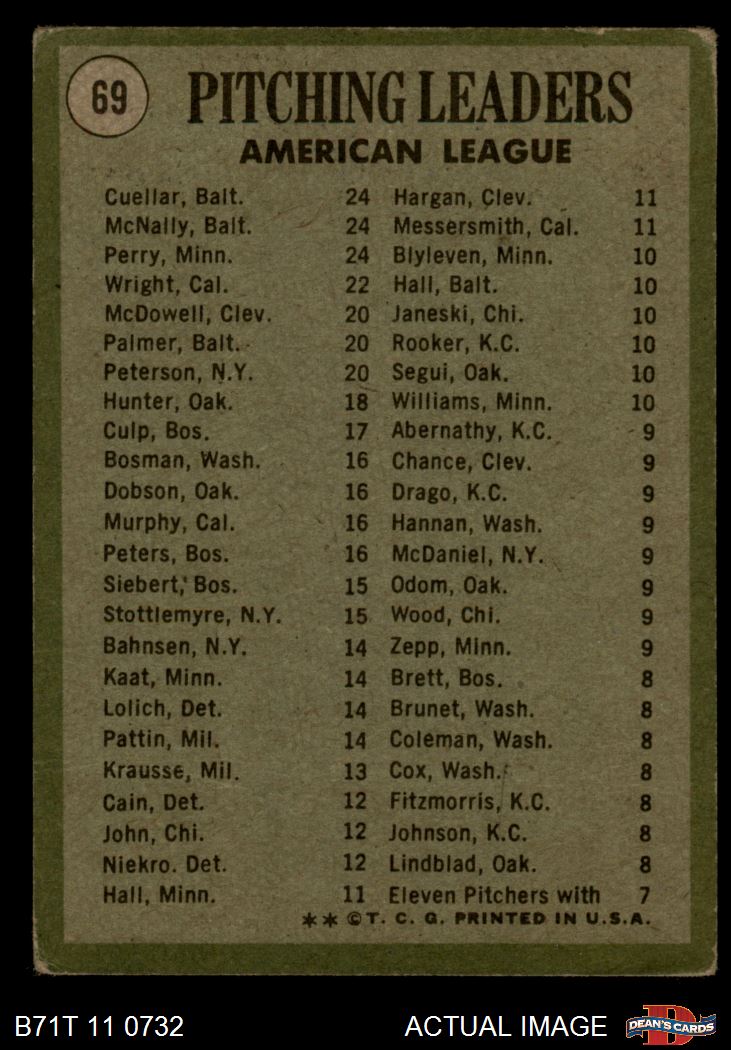 69
PITCHING LEADERS
AMERICAN LEAGUE
Cuellar, Balt. 24 Hargan, Clev. 11
McNally, Balt. 24 Messersmith, Cal. 11
Perry, Minn. 24 Blyleven, Minn. 10
Wright, Cal. 22 Hall, Balt. 10
McDowell, Clev. 20 Janeski, Chi. 10
Palmer, Balt. 20 Rooker, K.C. 10
Peterson, N.Y. 20 Segui, Oak. 10
Hunter, Oak. 18 Williams, Minn. 10
Culp, Bos. 17 Abernathy, K.C. 9
Bosman, Wash. 16 Chance, Clev. 9
Dobson, Oak. 16 Drago, K.C. 9
Murphy, Cal. 16 Hannan, Wash. 9
Peters, Bos. 16 McDaniel, N.Y. 9
Siebert, Bos. 15 Odom, Oak. 9
Stottlemyre, N.Y. 15 Wood, Chi. 9
Bahnsen, N.Y. 14 Zepp, Minn. 9
Kaat, Minn. 14 Brett, Bos. 8
Lolich, Det. 14 Brunet, Wash. 8
Pattin, Mil. 14 Coleman, Wash. 8
Krausse, Mil. 13 Cox, Wash. 8
Cain, Det. 12 Fitzmorris, K.C. 8
John, Chi. 12 Johnson, K.C. 8
Niekro. Det. 12 Lindblad, Oak. 8
Hall, Minn. 11 Eleven Pitchers with 7
✶✶ © T. C. G. PRINTED IN U.S.A.
B71T 11 0732 ACTUAL IMAGE D DEAN'S CARDS